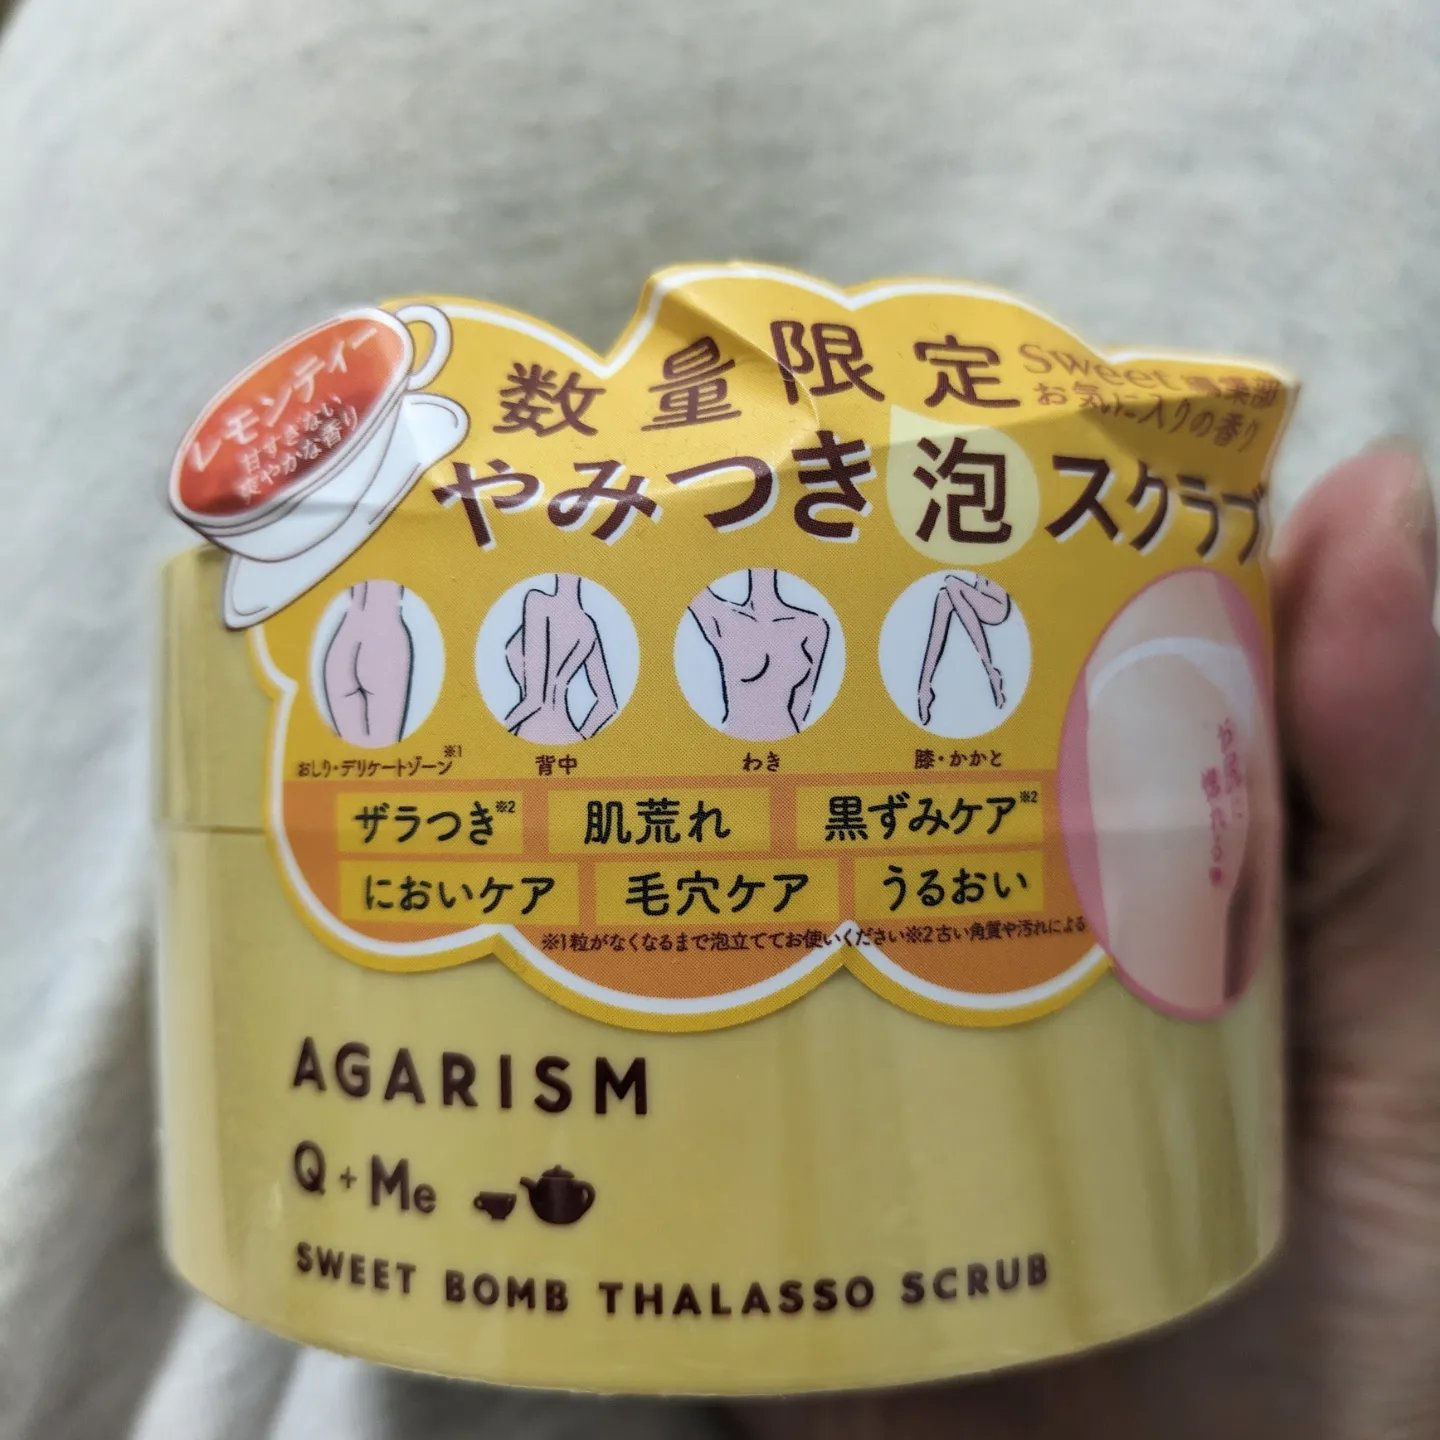 レモンティー
甘すぎない
爽やかな香り
数量限定
Sweet
お気に入りの香り
やみつき泡スクラブ
おしり・デリケートゾーン※1
背中
わき
膝・かかと
ザラつき※2
肌荒れ
黒ずみケア※2
においケア
毛穴ケア
うるおい
※1粒がなくなるまで泡立ててお使いください※2古い角質や汚れによる
AGARISM
Q+Me
SWEET BOMB THALASSO SCRUB